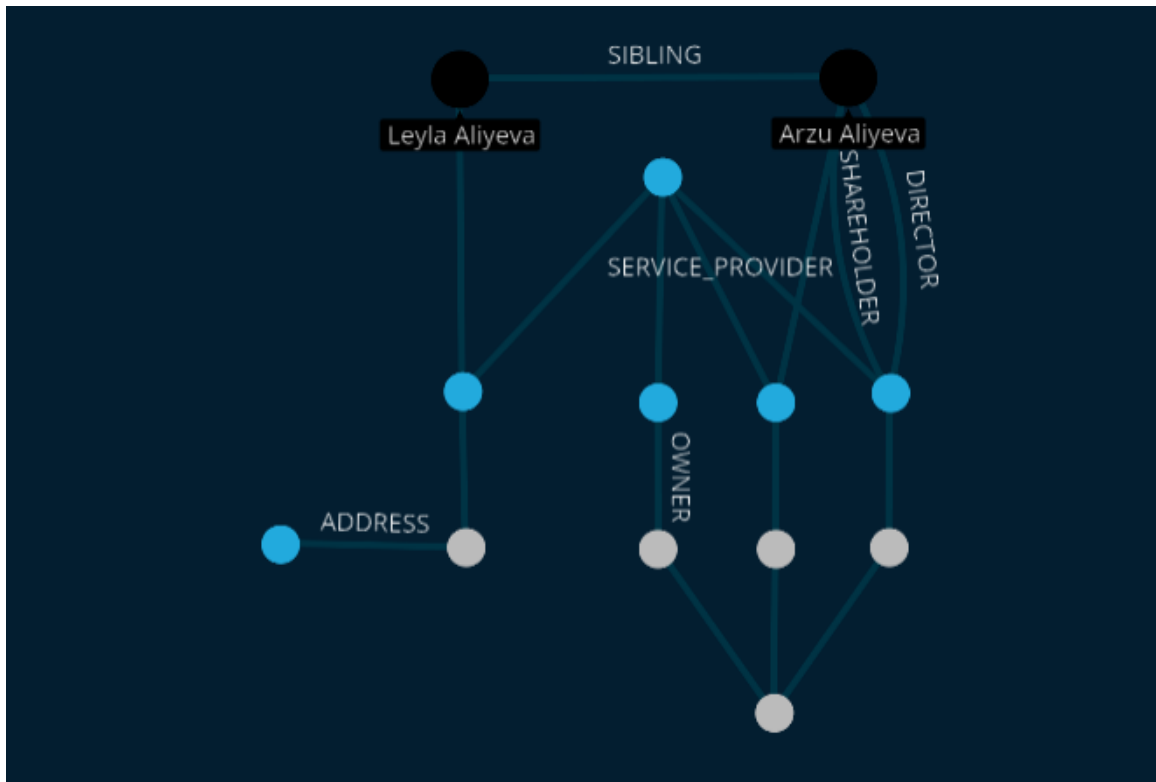 SIBLING
Leyla Aliyeva
Arzu Aliyeva
SHAREHOLDER
DIRECTOR
SERVICE_PROVIDER
OWNER
ADDRESS